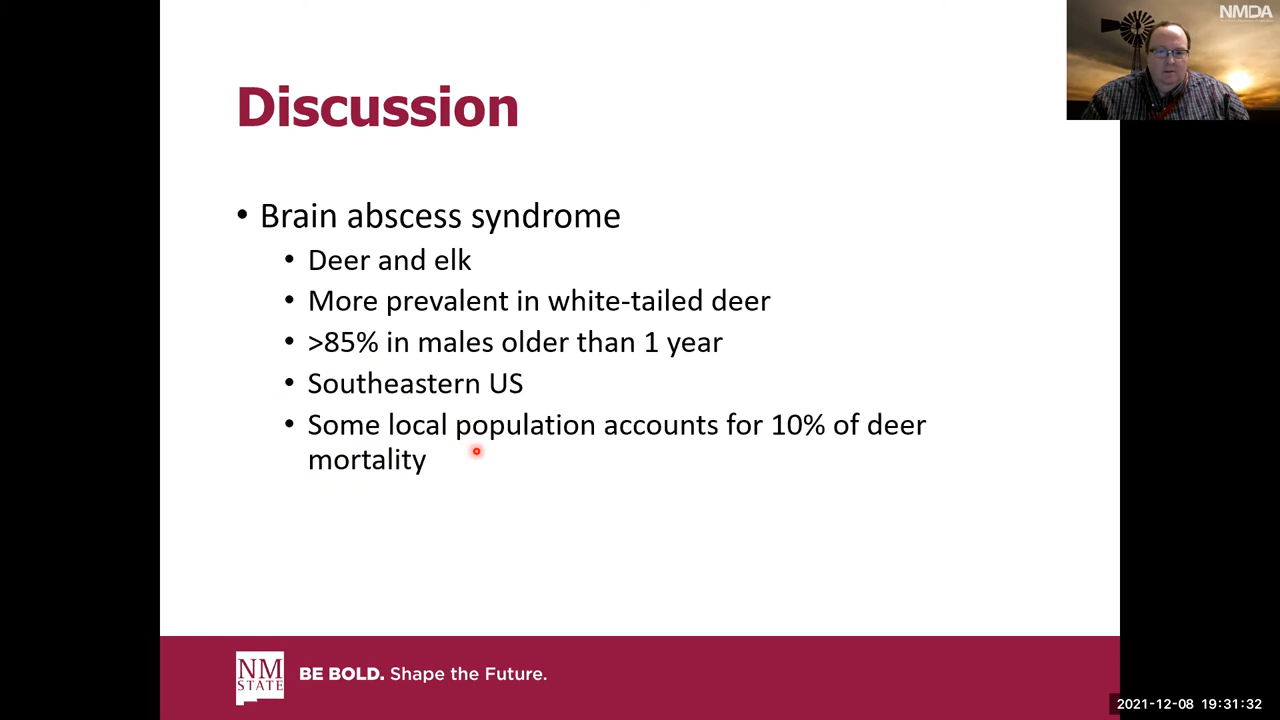 NMDA
Discussion
• Brain abscess syndrome
• Deer and elk
• More prevalent in white-tailed deer
• >85% in males older than 1 year
• Southeastern US
• Some local population accounts for 10% of deer
mortality
NM
STATE
BE BOLD. Shape the Future.
2021-12-08 19:31:32